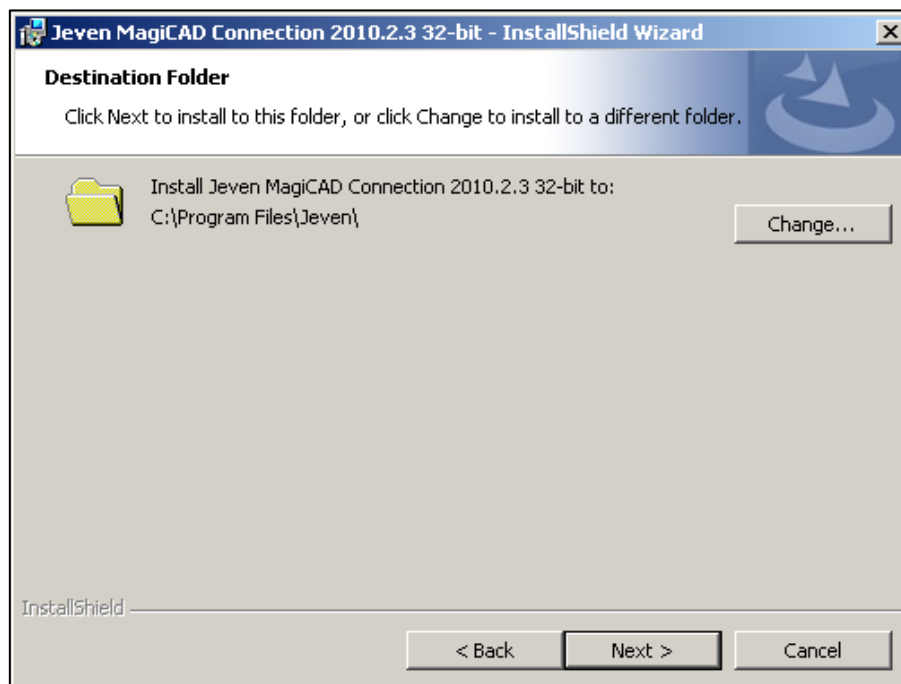 Jeven MagiCAD Connection 2010.2.3 32-bit - InstallShield Wizard
Destination Folder
Click Next to install to this folder, or click Change to install to a different folder.
Install Jeven MagiCAD Connection 2010.2.3 32-bit to:
C:\Program Files\Jeven\
Change...
InstallShield
< Back
Next >
Cancel